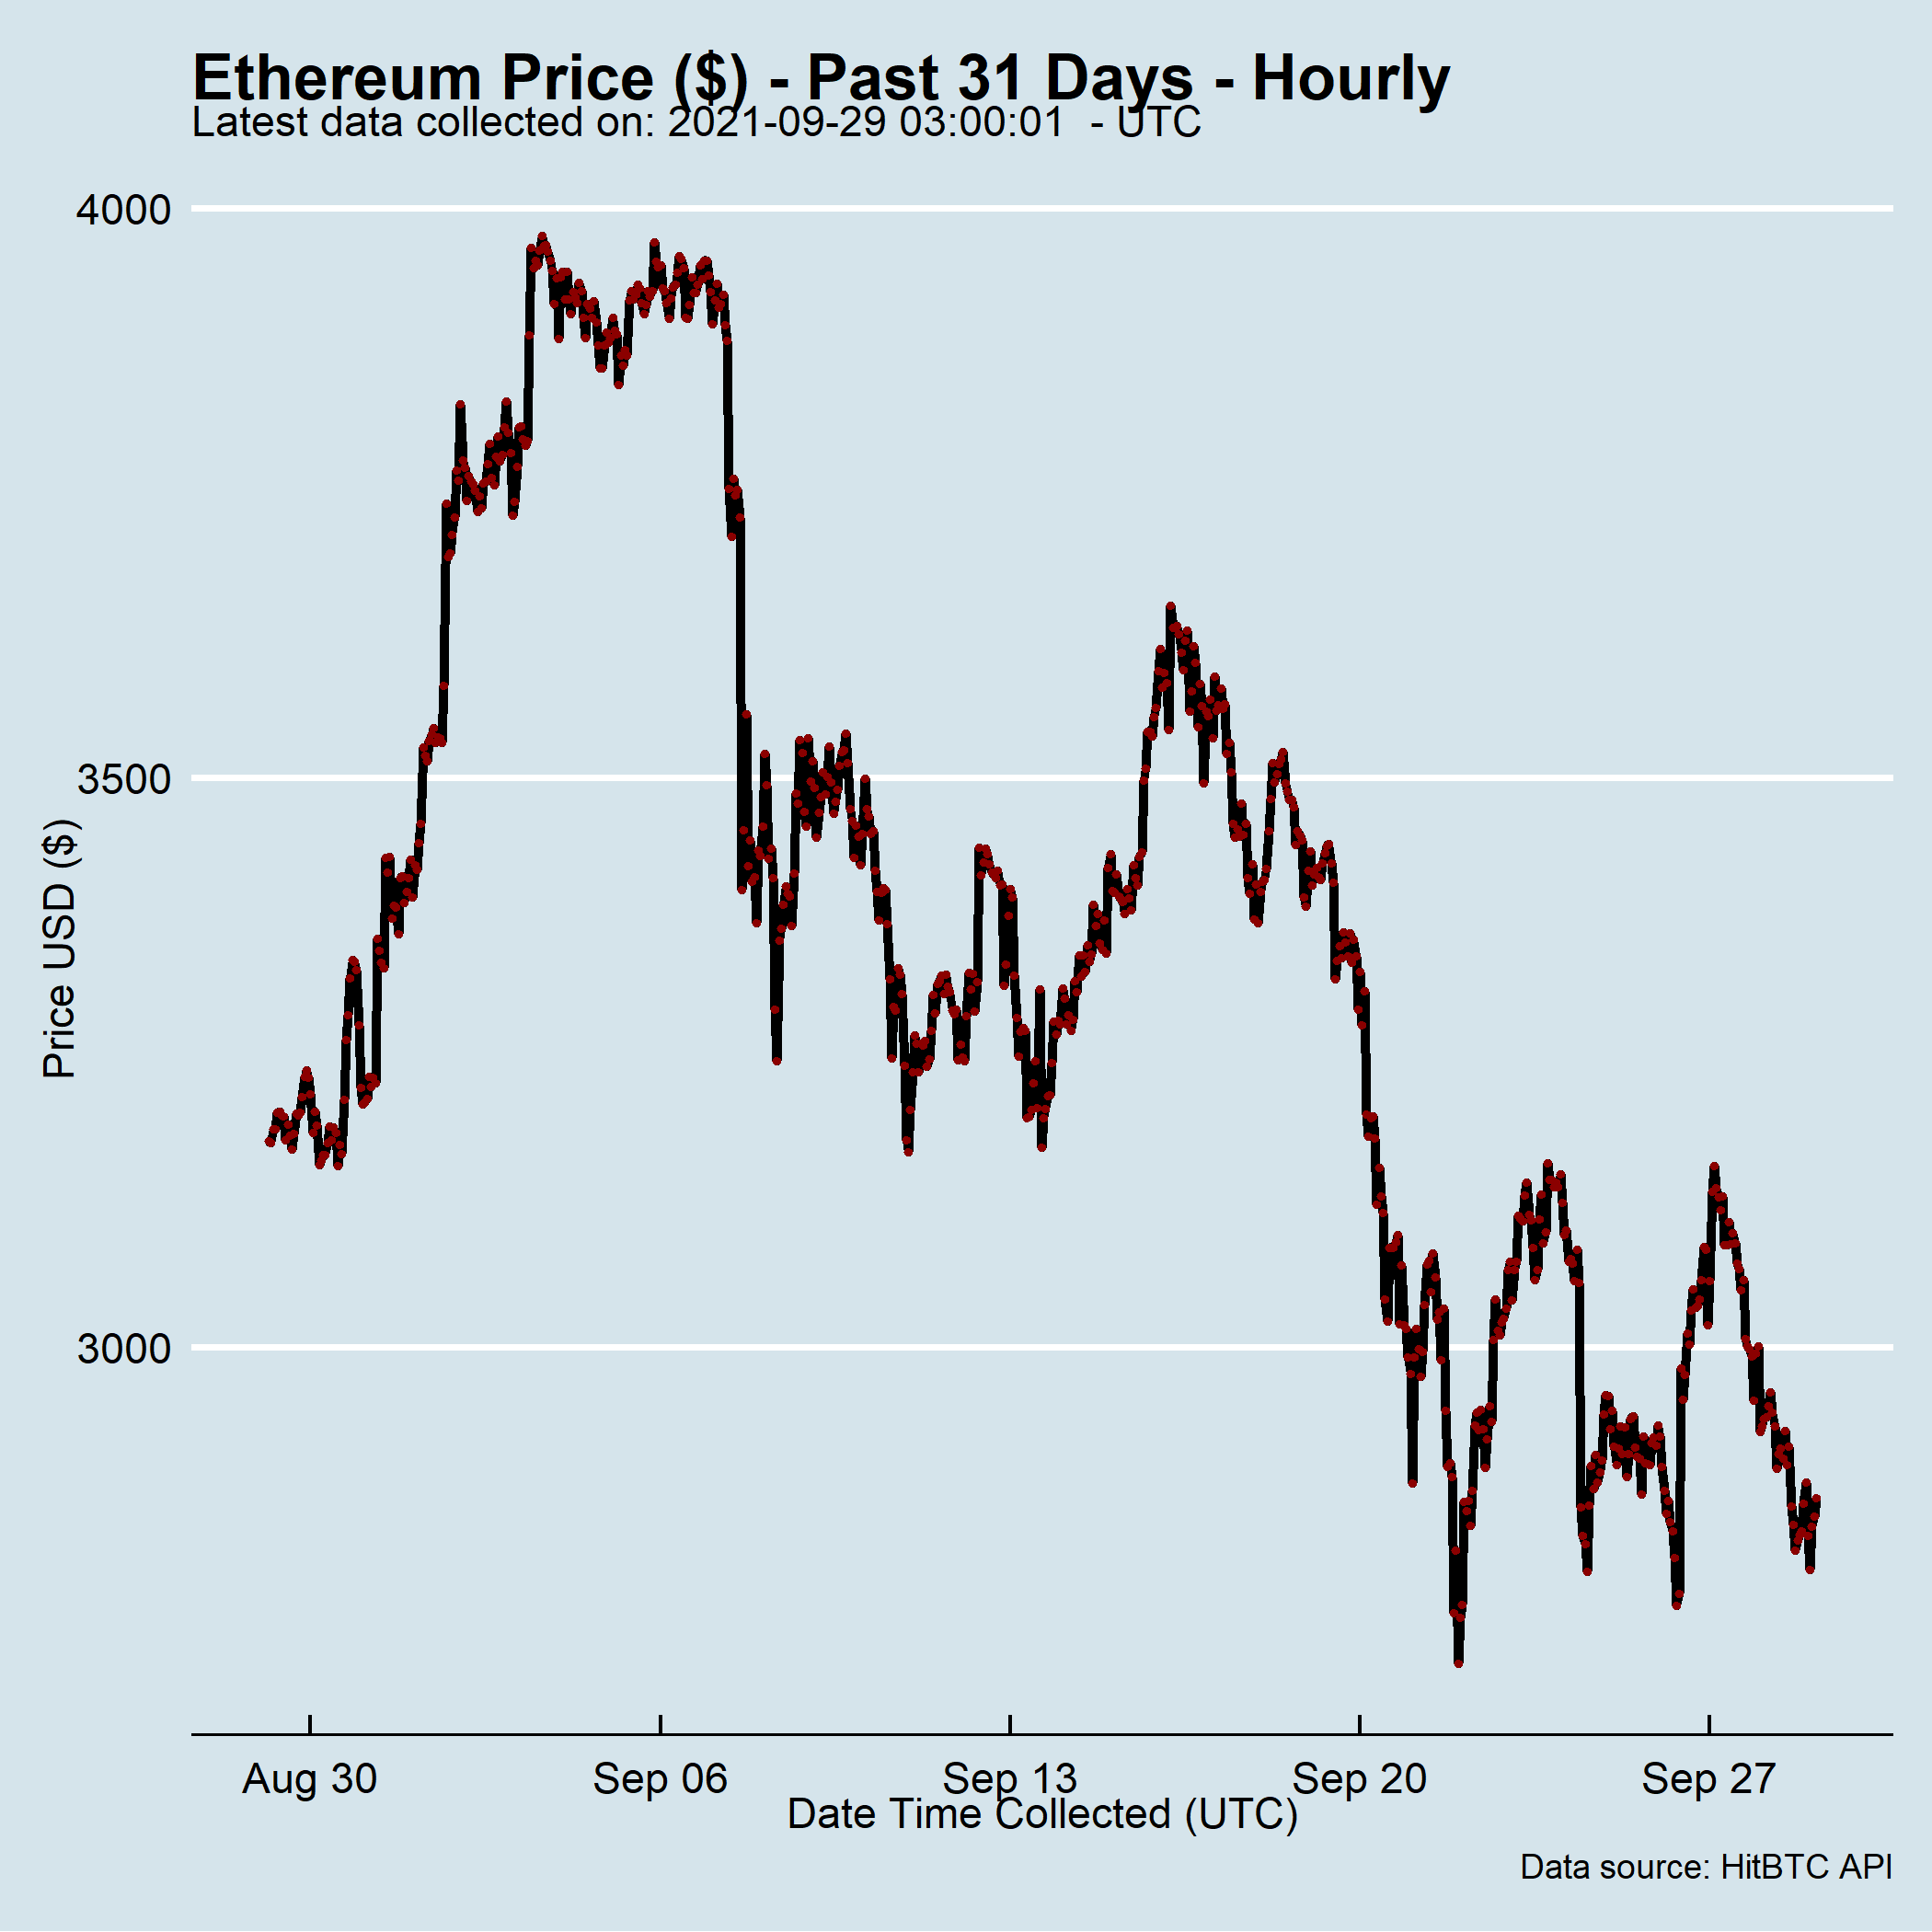 Ethereum Price ($) - Past 31 Days - Hourly
Latest data collected on: 2021-09-29 03:00:01  - UTC
4000
3500
3000
Price USD ($)
Aug 30 Sep 06 Sep 13 Sep 20 Sep 27
Date Time Collected (UTC)
Data source: HitBTC API